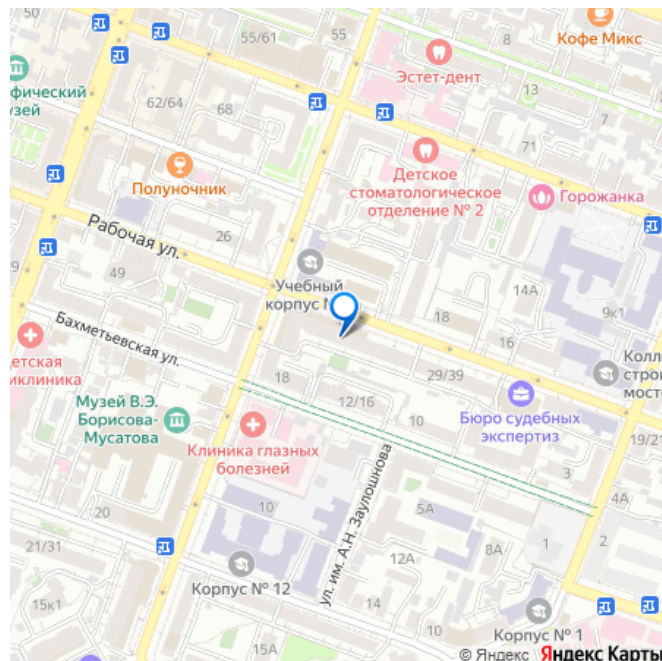 50
55/61
55
8
Кофе Микс
Эстет-дент
13
7
фический
узей
62/64
68
71
Полуночник
Детское
стоматологическое
отделение № 2
Горожанка
Рабочая ул.
26
Учебный
корпус №
49
14А
9к1
18
16
Бахметьевская ул.
етская
иклиника
18
29/39
Колл
строи
мосто
Музей В.Э.
Борисова-
Мусатова
12/16
10
Бюро судебных
экспертиз
19/21
Клиника глазных
болезней
3
20
10
ул. им. А.Н. Заулошнова
5А
4А
21/31
12А
8А
1
2
Корпус № 12
15к1
14
10
Корпус № 1
15А
© Яндекс Яндекс Карты